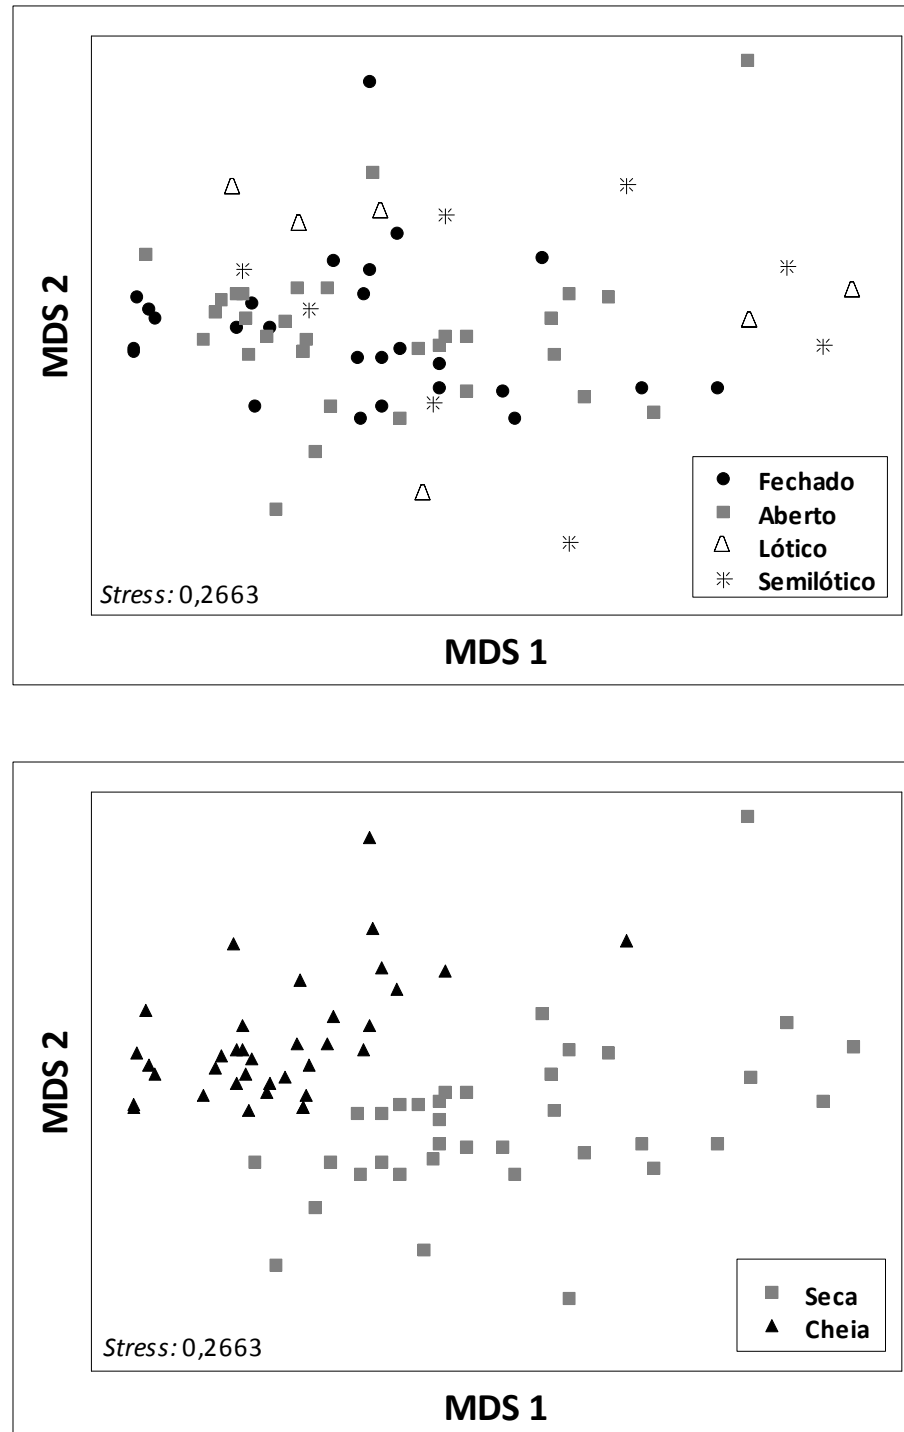 MDS 2
Fechado
Aberto
Lótico
Semilótico
Stress: 0,2663
MDS 1
MDS 2
Seca
Cheia
Stress: 0,2663
MDS 1